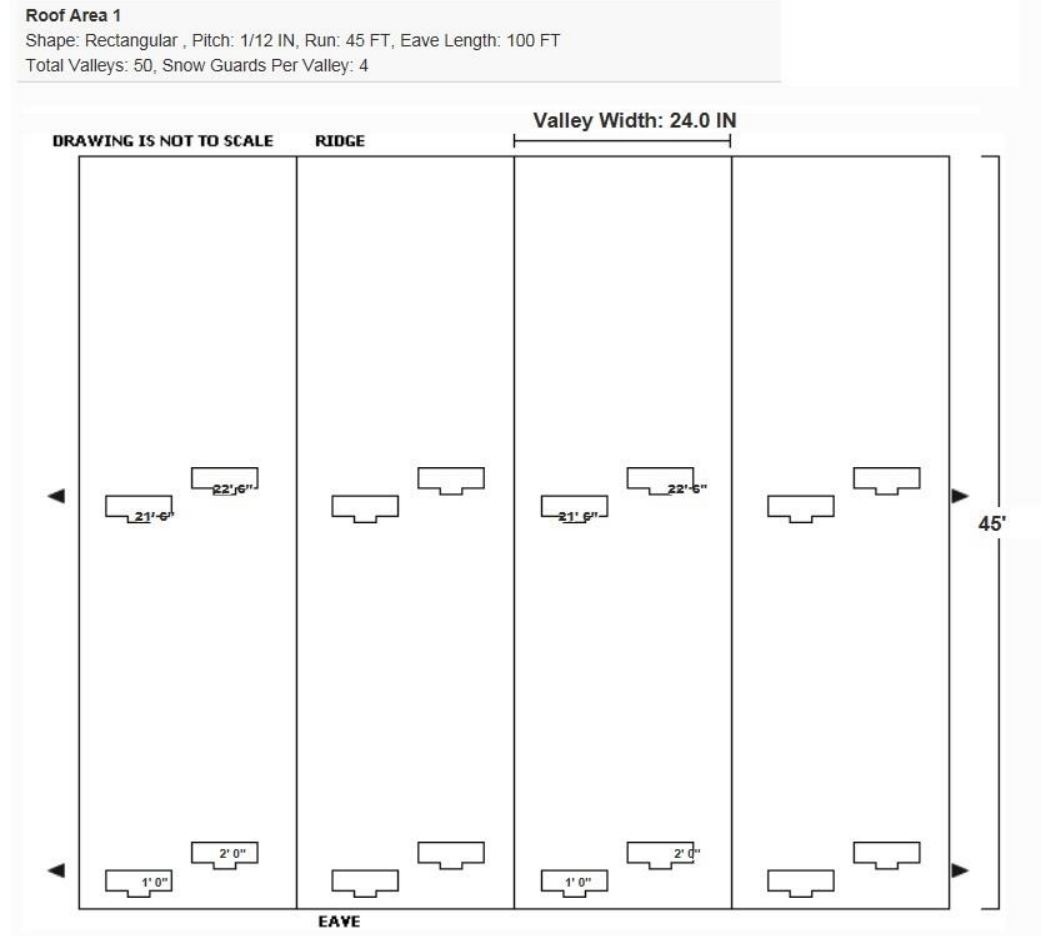 Roof Area 1
Shape: Rectangular , Pitch: 1/12 IN, Run: 45 FT, Eave Length: 100 FT
Total Valleys: 50, Snow Guards Per Valley: 4
Valley Width: 24.0 IN
DRAWING IS NOT TO SCALE RIDGE
22' 6" 22' 6"
21' 6" 21' 6"
45'
2' 0" 2' 0"
1' 0" 1' 0"
EAVE